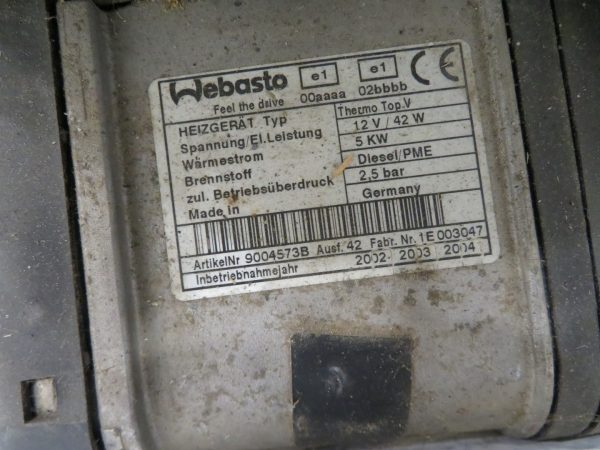 Webasto e1 e1 CE
Feel the drive 00aaaa 02bbbb
HEIZGERÄT Typ Thermo Top.V
Spannung/El.Leistung 12 V / 42 W
Wärmestrom 5 KW
Brennstoff Diesel/PME
zul. Betriebsüberdruck 2,5 bar
Made in Germany
ArtikelNr 9004573B Ausf. 42 Fabr. Nr. 1E 003047
Inbetriebnahmejahr 2002 2003 2004